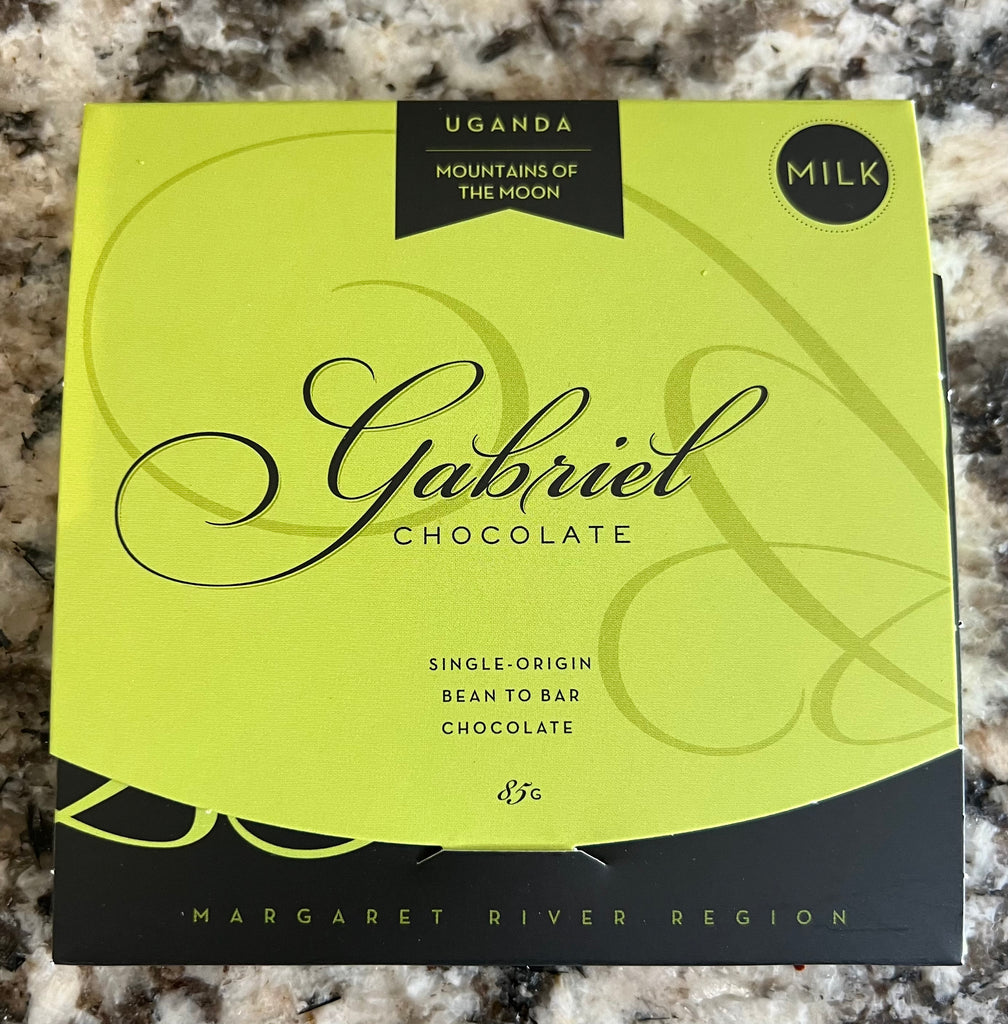 UGANDA
MOUNTAINS OF
THE MOON
MILK
Gabriel
CHOCOLATE
SINGLE-ORIGIN
BEAN TO BAR
CHOCOLATE
85G
MARGARET RIVER REGION